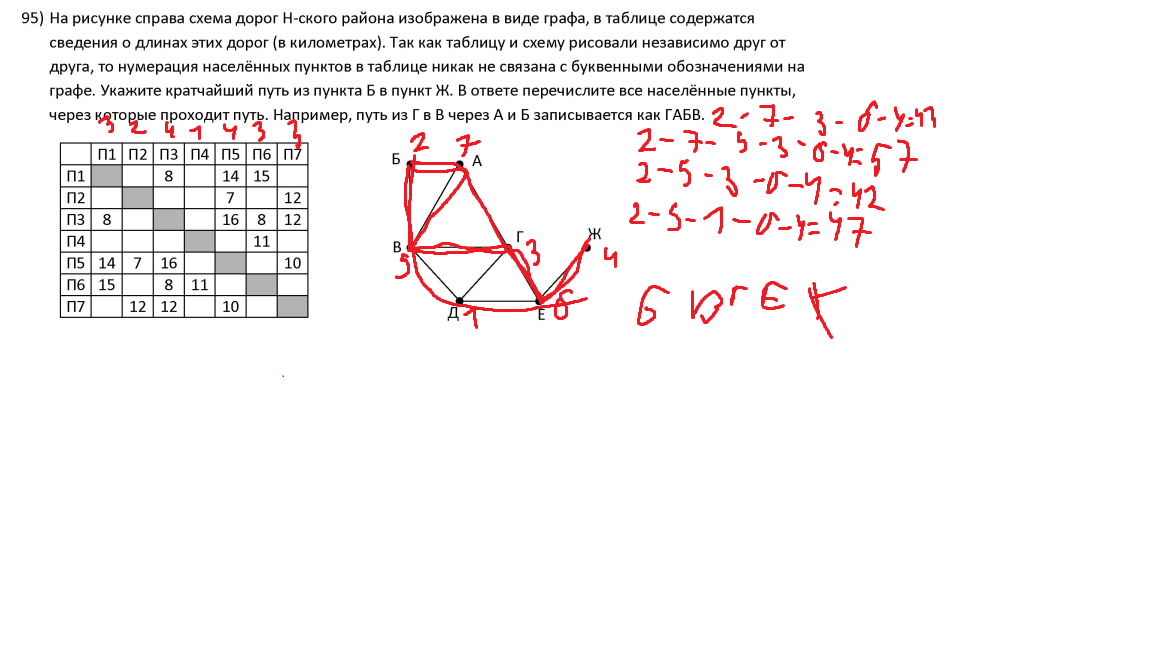 95) На рисунке справа схема дорог Н-ского района изображена в виде графа, в таблице содержатся
сведения о длинах этих дорог (в километрах). Так как таблицу и схему рисовали независимо друг от
друга, то нумерация населённых пунктов в таблице никак не связана с буквенными обозначениями на
графе. Укажите кратчайший путь из пункта Б в пункт Ж. В ответе перечислите все населённые пункты,
через которые проходит путь. Например, путь из Г в В через А и Б записывается как ГАБВ.
3 2 4 1 4 3 3
П1 П2 П3 П4 П5 П6 П7
П1 8 14 15
П2 7 12
П3 8 16 8 12
П4 11
П5 14 7 16 10
П6 15 8 11
П7 12 12 10
2 7
Б А
В Г Ж
5 3 4
Д 1 Е 6
2 - 7 - 3 - 6 - 4 = 43
2 - 7 - 5 - 3 - 6 - 4 = 57
2 - 5 - 3 - 6 - 4 = 42
2 - 5 - 1 - 6 - 4 = 47
Б В Г Е Ж